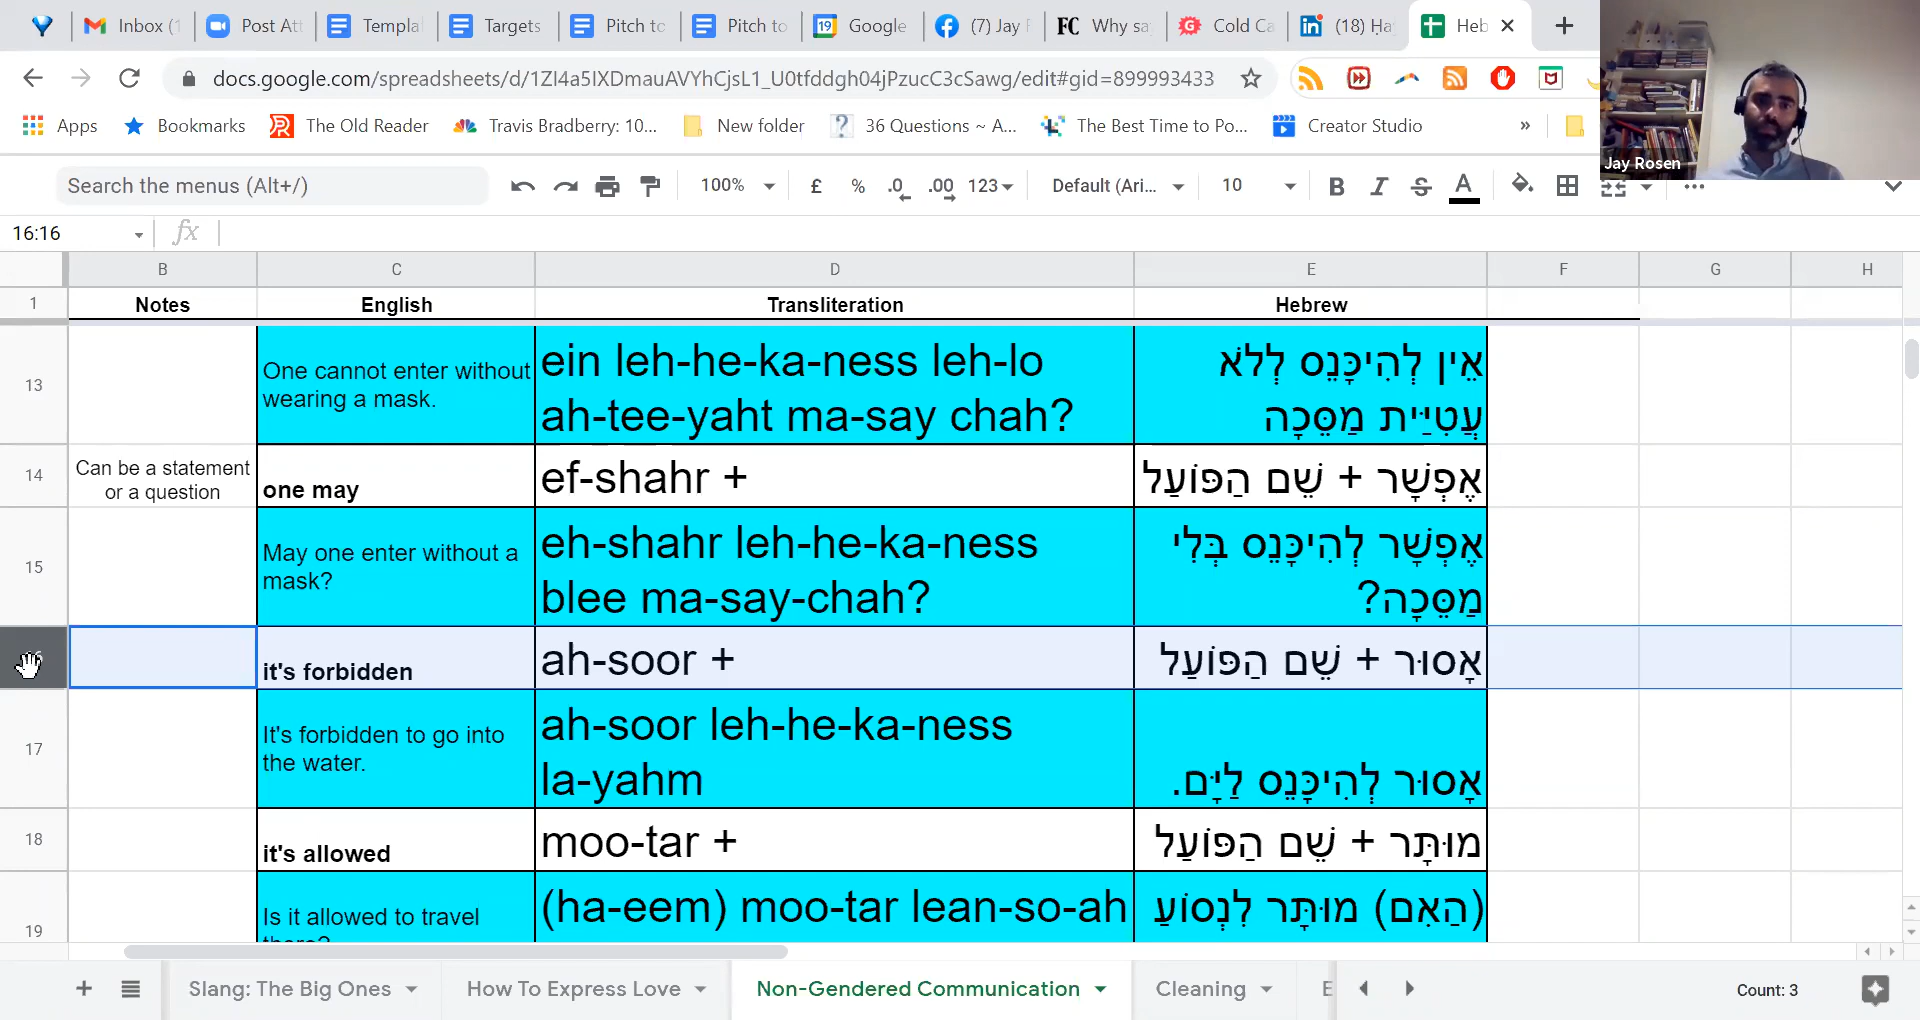 Inbox (1
Post Att
Templa
Targets
Pitch to
Pitch to
19
Google
(7) Jay
FC
Why sa
Cold Ca
in
(18)
Heb
docs.google.com/spreadsheets/d/1ZI4a5IXDmauAVYhCjsL1_U0tfddgh04jPzucC3cSawg/edit#gid=899993433
Apps
Bookmarks
The Old Reader
Travis Bradberry: 10...
New folder
36 Questions ~ A...
The Best Time to Po...
Creator Studio
»
Jay Rosen
Search the menus (Alt+/)
100%
£
%
.0
.00
123
Default (Ari...
10
B
I
S
A
16:16
fx
B
C
D
E
F
G
H
1
Notes
English
Transliteration
Hebrew
13
One cannot enter without
wearing a mask.
ein leh-he-ka-ness leh-lo
ah-tee-yaht ma-say chah?
אֵין לְהִיכָּנֵס לְלֹא
עֲטִיַּית מַסֵּכָה
14
Can be a statement
or a question
one may
ef-shahr +
אֶפְשָׁר + שֵׁם הַפּוֹעַל
15
May one enter without a
mask?
eh-shahr leh-he-ka-ness
blee ma-say-chah?
אֶפְשָׁר לְהִיכָּנֵס בְּלִי
מַסֵּכָה?
it's forbidden
ah-soor +
אָסוּר + שֵׁם הַפּוֹעַל
17
It's forbidden to go into
the water.
ah-soor leh-he-ka-ness
la-yahm
אָסוּר לְהִיכָּנֵס לַיָּם.
18
it's allowed
moo-tar +
מוּתָּר + שֵׁם הַפּוֹעַל
19
Is it allowed to travel
there?
(ha-eem) moo-tar lean-so-ah
(הַאִם) מוּתָּר לִנְסוֹעַ
Slang: The Big Ones
How To Express Love
Non-Gendered Communication
Cleaning
E
Count: 3